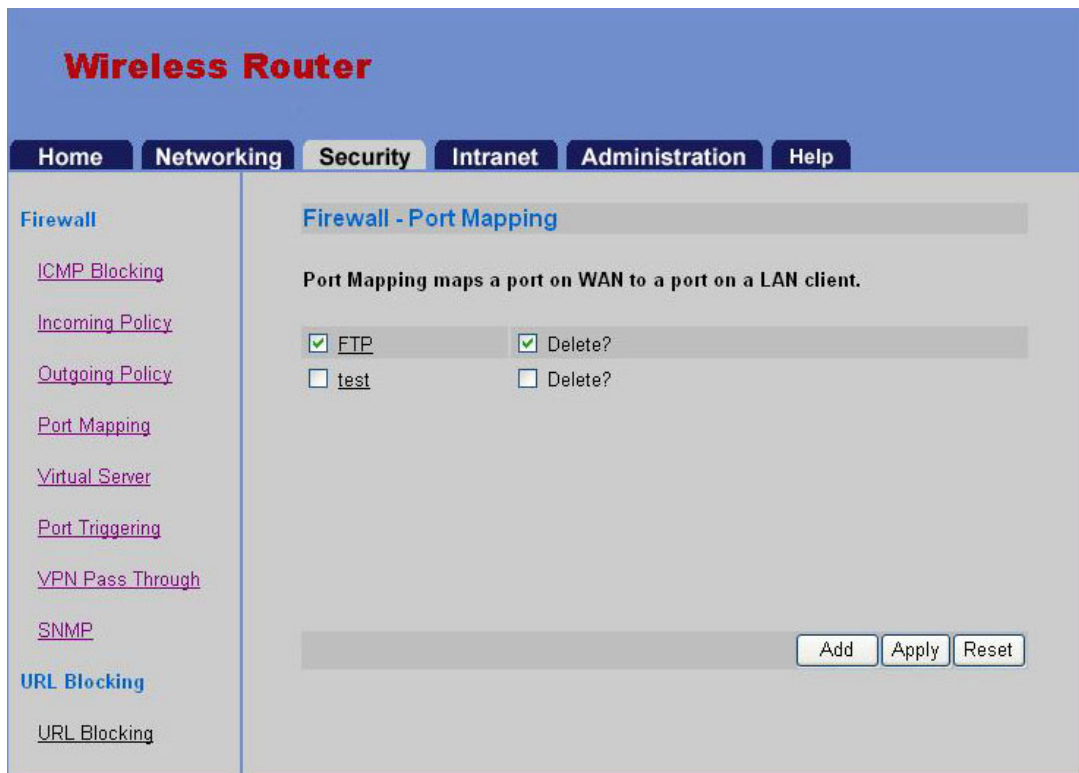 Wireless Router
Home Networking Security Intranet Administration Help
Firewall
ICMP Blocking
Incoming Policy
Outgoing Policy
Port Mapping
Virtual Server
Port Triggering
VPN Pass Through
SNMP
URL Blocking
URL Blocking
Firewall - Port Mapping
Port Mapping maps a port on WAN to a port on a LAN client.
FTP Delete?
test Delete?
Add Apply Reset